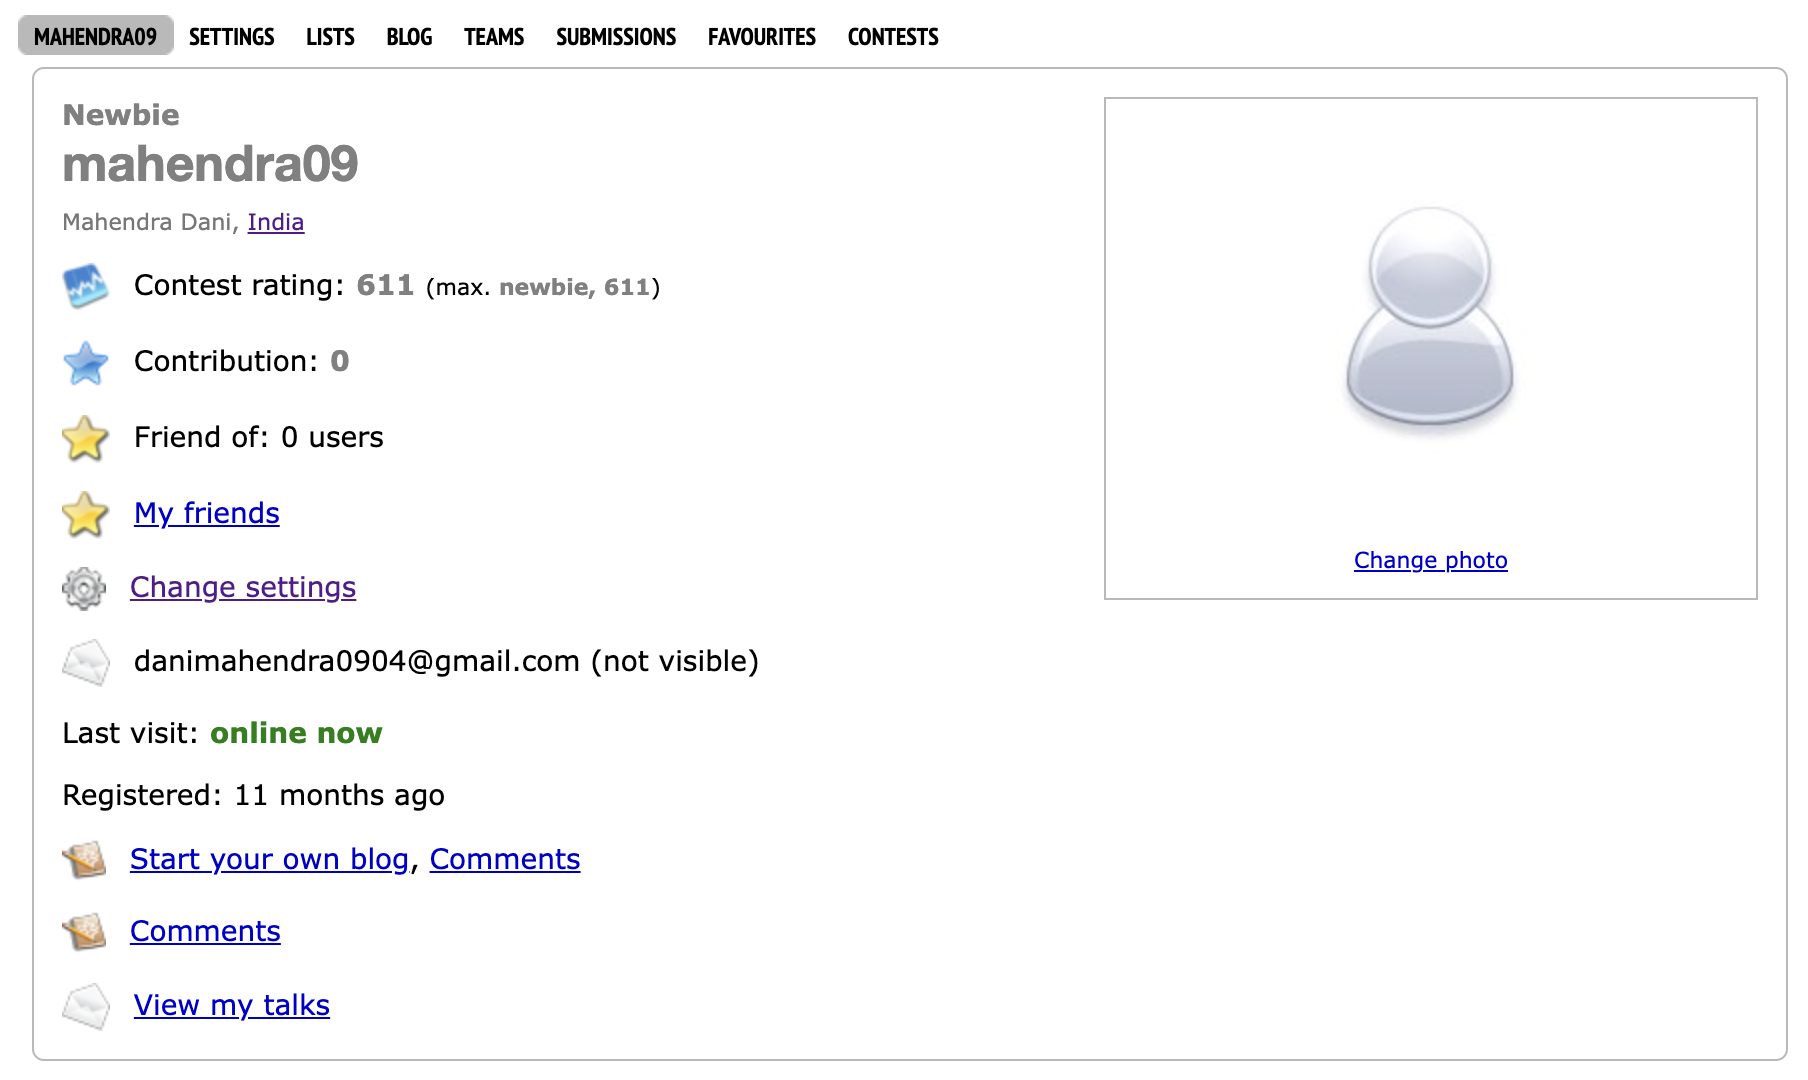 MAHENDRA09 SETTINGS LISTS BLOG TEAMS SUBMISSIONS FAVOURITES CONTESTS
Newbie
mahendra09
Mahendra Dani, India
Contest rating: 611 (max. newbie, 611)
Contribution: 0
Friend of: 0 users
My friends
Change settings
danimahendra0904@gmail.com (not visible)
Last visit: online now
Registered: 11 months ago
Start your own blog, Comments
Comments
View my talks
Change photo